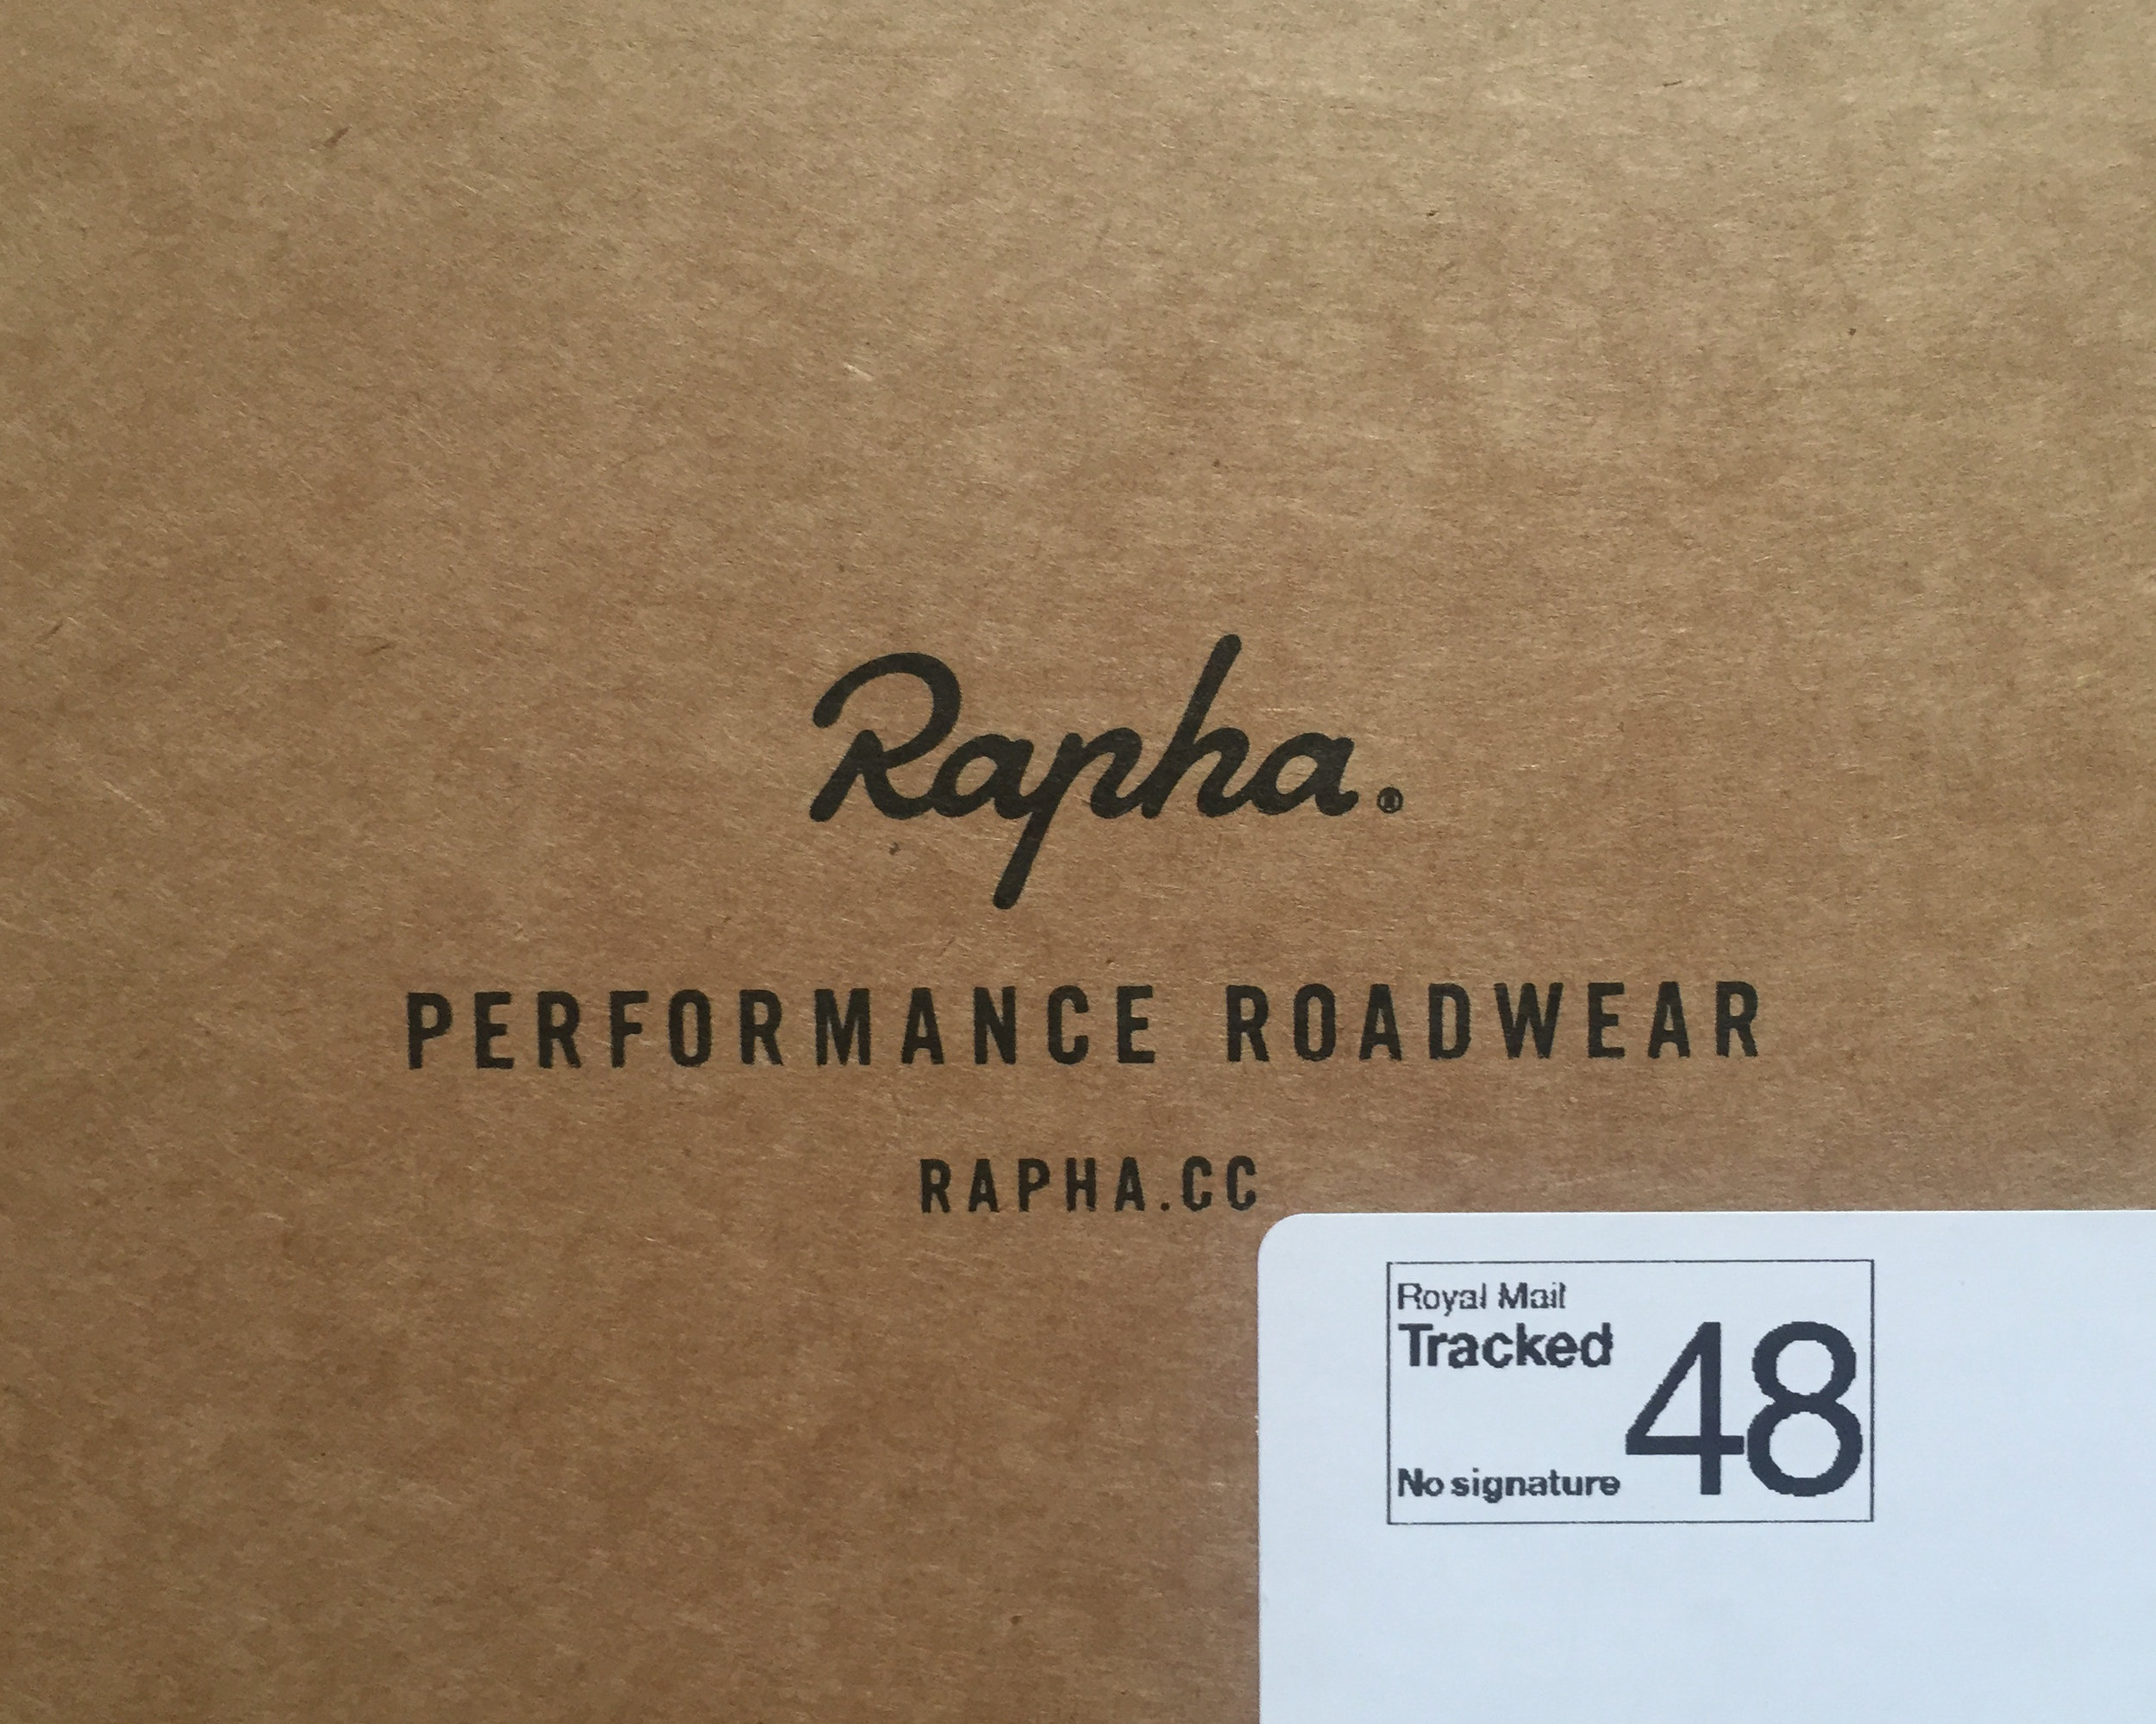 Rapha.®
PERFORMANCE ROADWEAR
RAPHA.CC
Royal Mail
Tracked 48
No signature